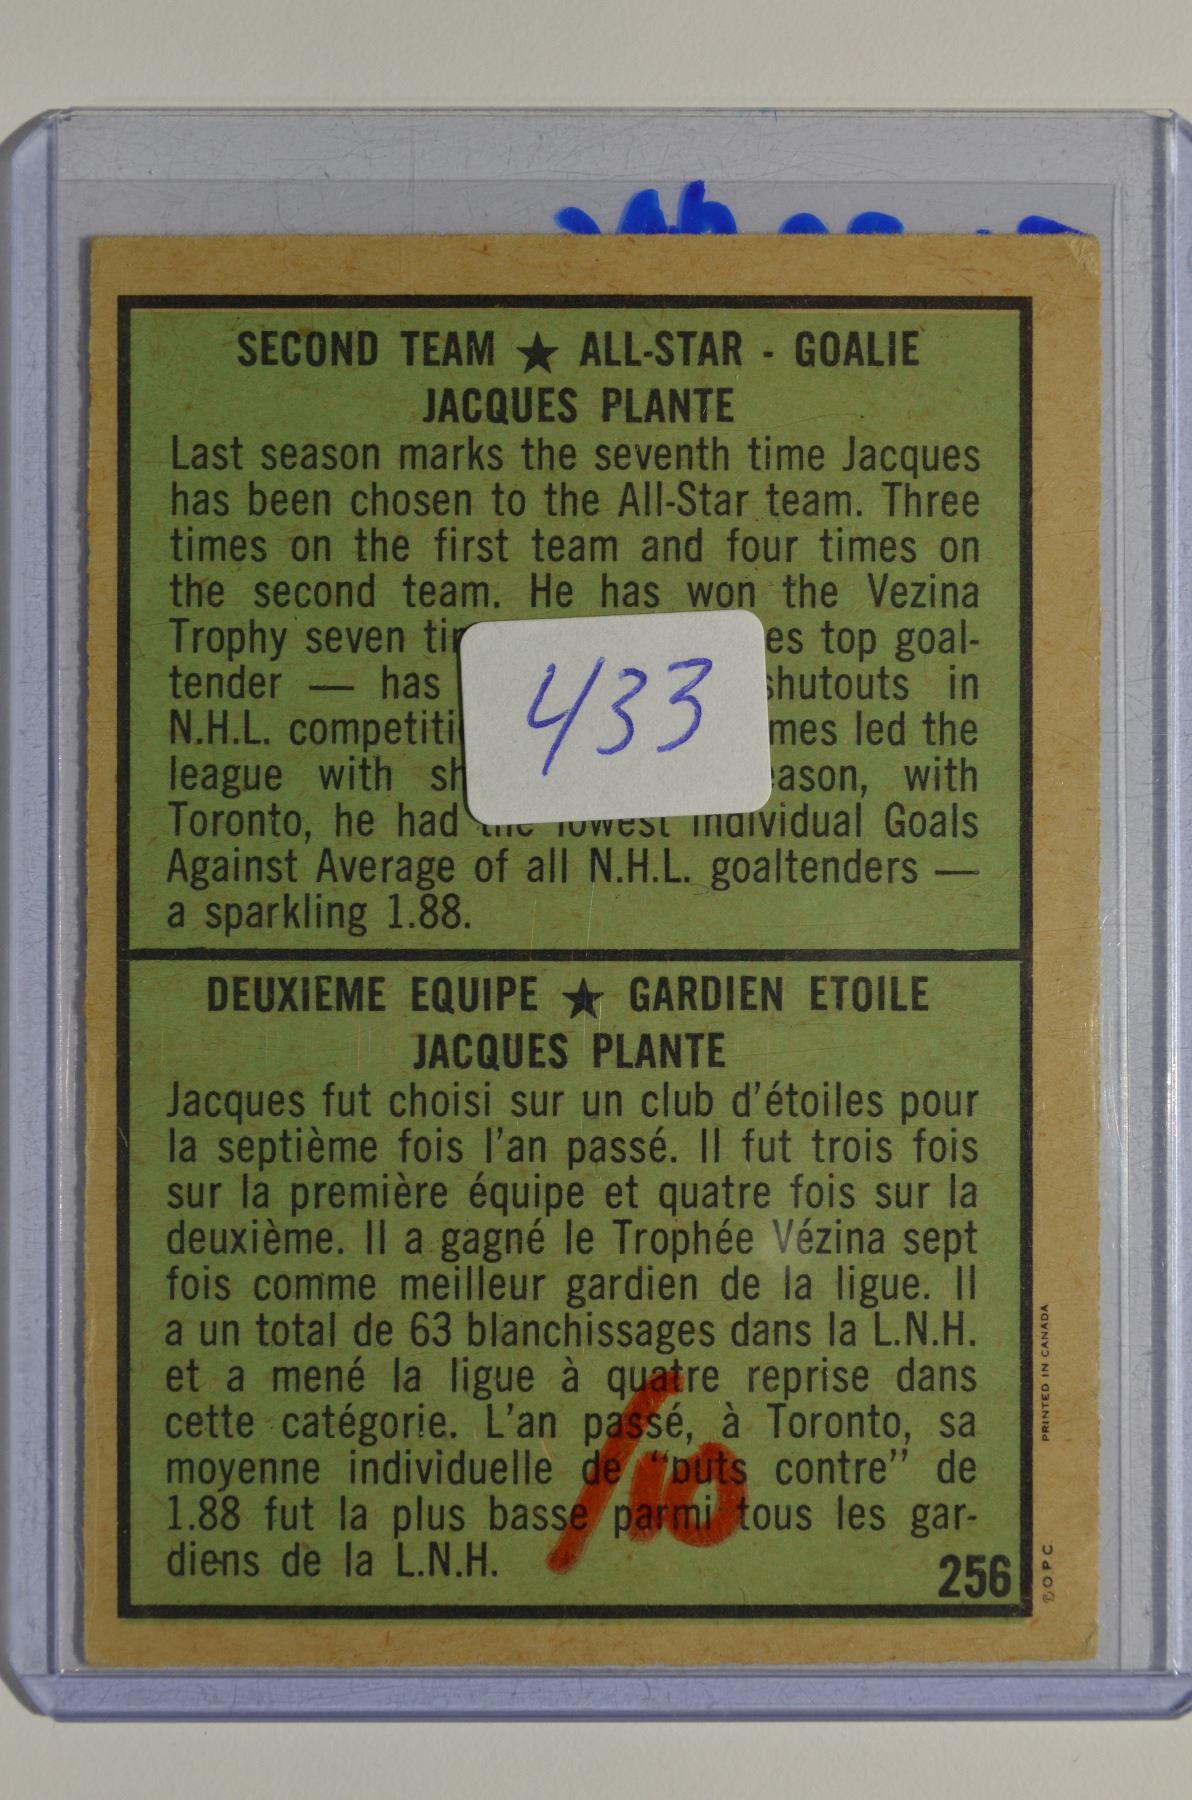 SECOND TEAM ★ ALL-STAR - GOALIE
JACQUES PLANTE
Last season marks the seventh time Jacques
has been chosen to the All-Star team. Three
times on the first team and four times on
the second team. He has won the Vezina
Trophy seven top goal-
tender — has shutouts in
N.H.L. led the
league with with
Toronto, he had the lowest individual Goals
Against Average of all N.H.L. goaltenders —
a sparkling 1.88.
433
DEUXIÈME EQUIPE ★ GARDIEN ETOILE
JACQUES PLANTE
Jacques fut choisi sur un club d'étoiles pour
la septième fois l'an passé. Il fut trois fois
sur la première équipe et quatre fois sur la
deuxième. Il a gagné le Trophée Vézina sept
fois comme meilleur gardien de la ligue. Il
a un total de 63 blanchissages dans la L.N.H.
et a mené la ligue à quatre reprise dans
cette catégorie. L'an passé, à Toronto, sa
moyenne individuelle de "buts contre" de
1.88 fut la plus basse parmi tous les gar-
diens de la L.N.H.
/10
256
© O.P.C. PRINTED IN CANADA